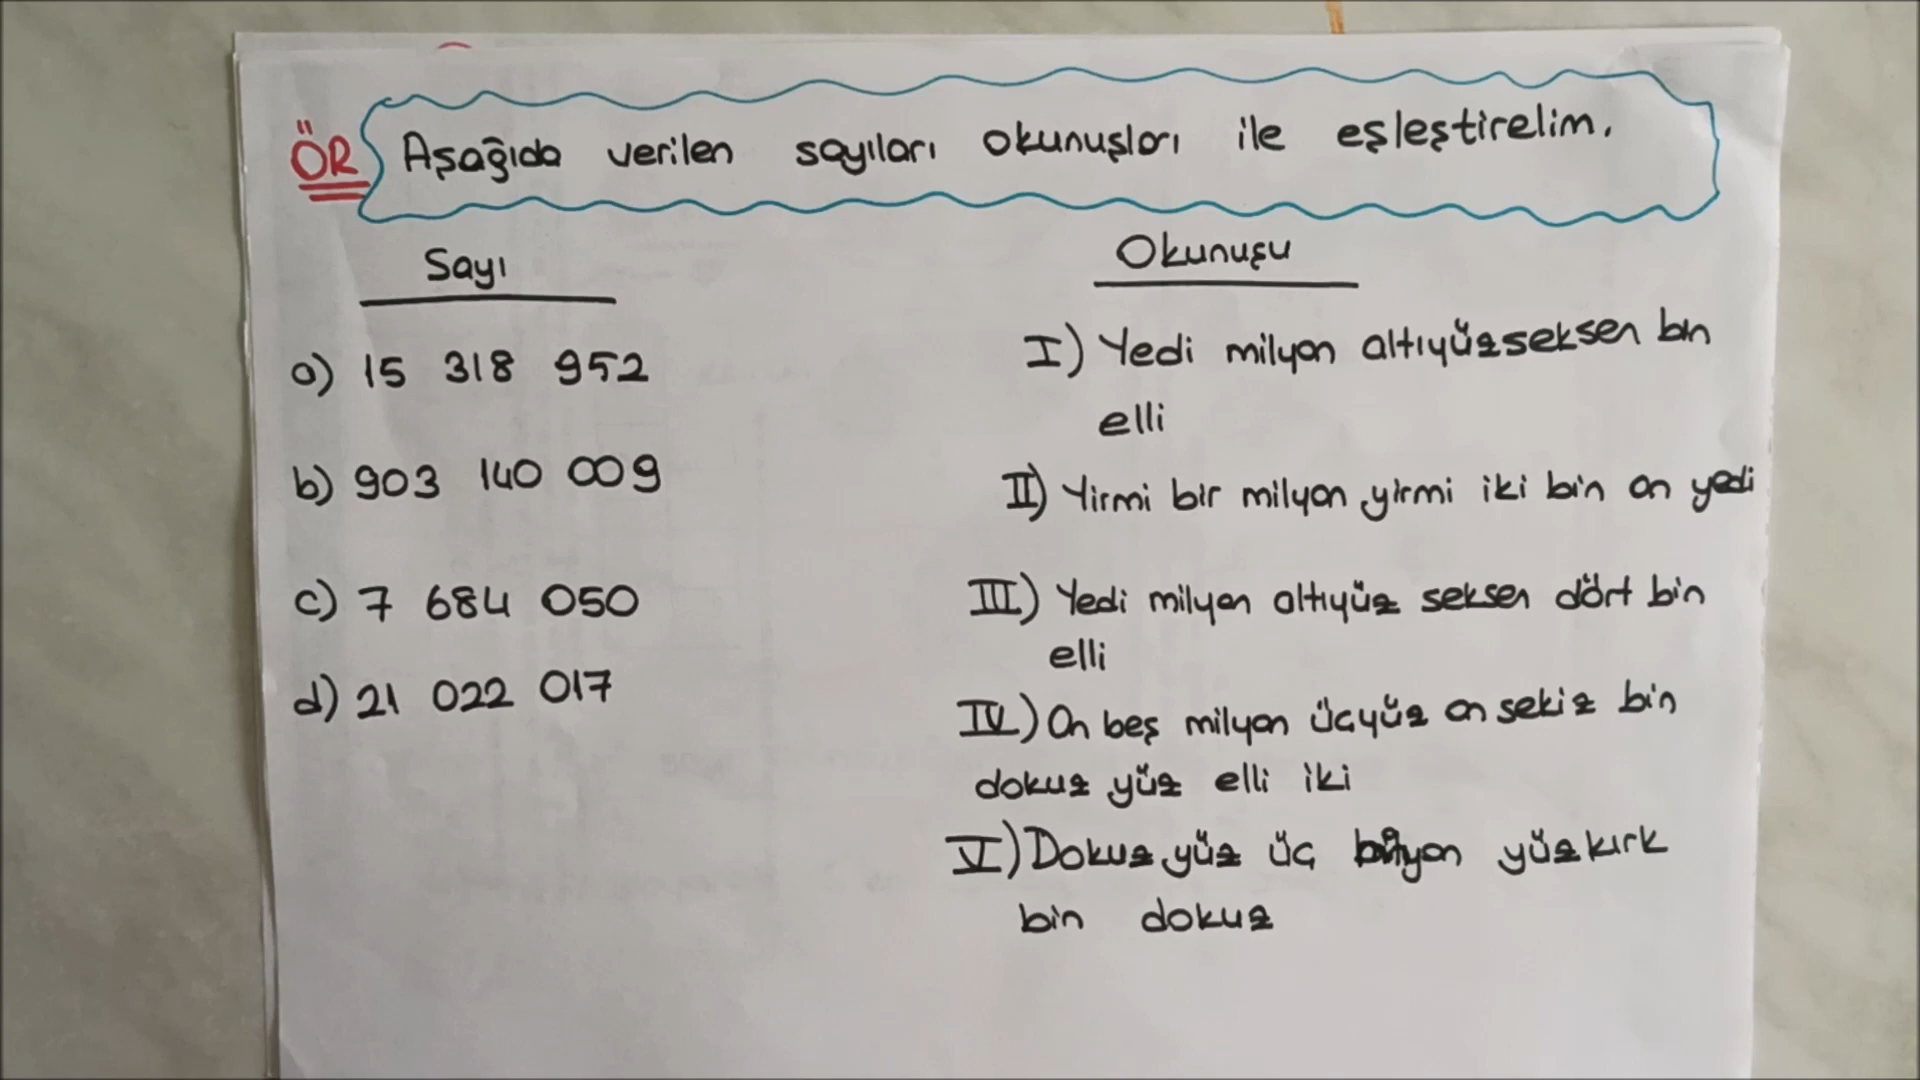 ÖR Aşağıda verilen sayıları okunuşları ile eşleştirelim.
Sayı
a) 15 318 952
b) 903 140 009
c) 7 684 050
d) 21 022 017
Okunuşu
I) Yedi milyon altıyüzseksen bin
elli
II) Yirmi bir milyon yirmi iki bin on yedi
III) Yedi milyon altıyüz seksen dört bin
elli
IV) On beş milyon üçyüz on sekiz bin
dokuz yüz elli iki
V) Dokuz yüz üç milyon yüz kırk
bin dokuz